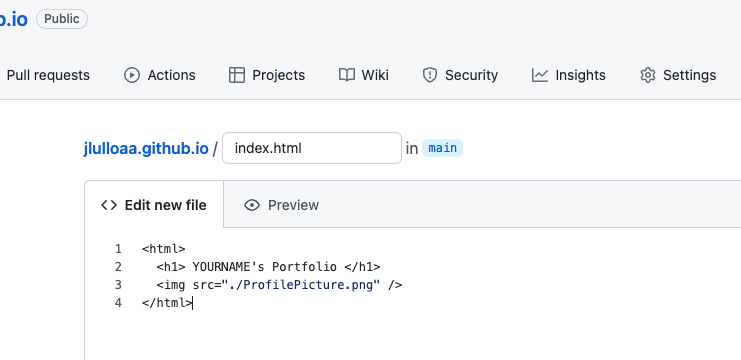 b.io Public
Pull requests Actions Projects Wiki Security Insights Settings
jlulloaa.github.io / index.html in main
Edit new file Preview
1 <html>
2 <h1> YOURNAME's Portfolio </h1>
3 <img src="./ProfilePicture.png" />
4 </html>